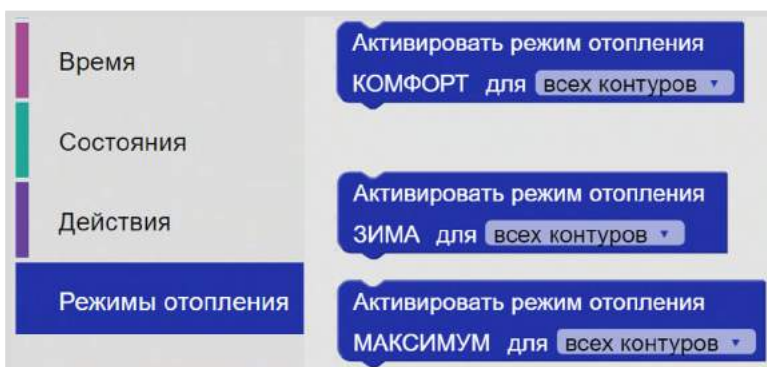 Время
Состояния
Действия
Режимы отопления
Активировать режим отопления
КОМФОРТ для всех контуров
Активировать режим отопления
ЗИМА для всех контуров
Активировать режим отопления
МАКСИМУМ для всех контуров